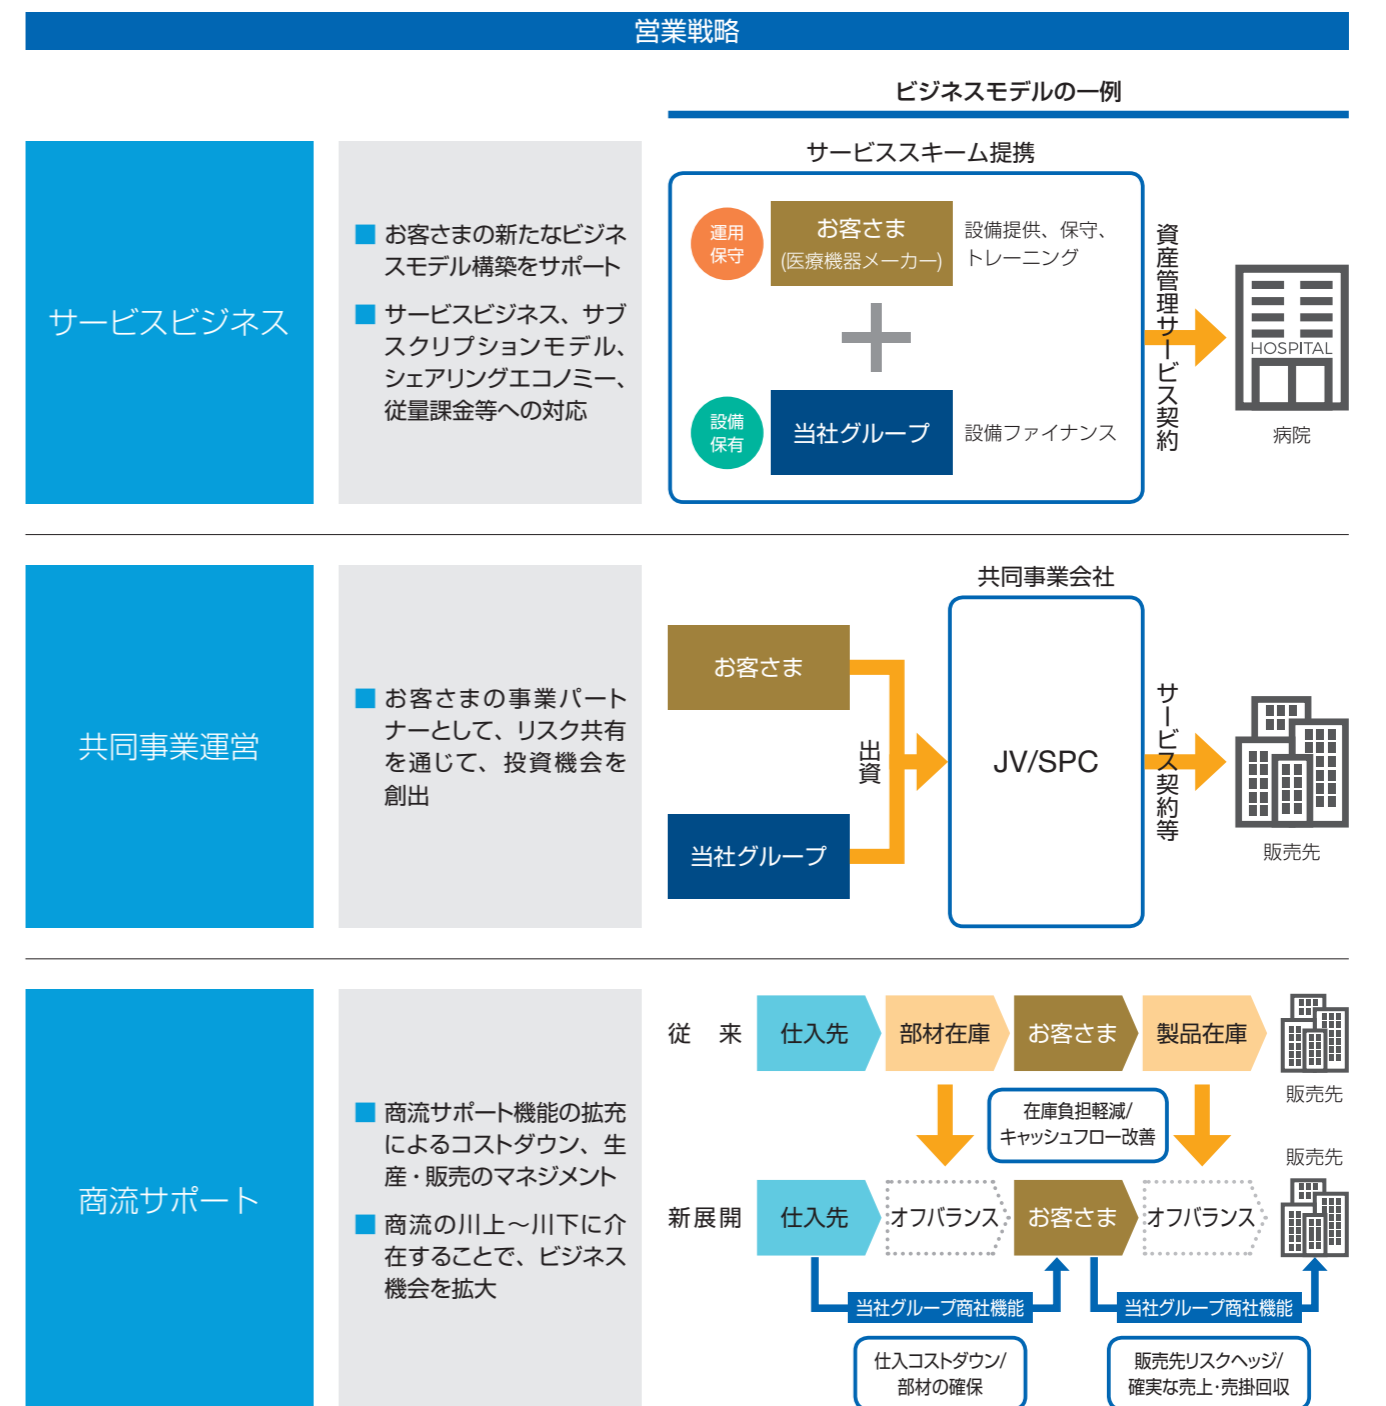 営業戦略
ビジネスモデルの一例
サービスビジネス
■ お客さまの新たなビジネ
スモデル構築をサポート
■ サービスビジネス、サブ
スクリプションモデル、
シェアリングエコノミー、
従量課金等への対応
サービススキーム提携
運用
保守
お客さま
(医療機器メーカー)
設備提供、保守、
トレーニング
設備
保有
当社グループ
設備ファイナンス
資産管理サービス契約
HOSPITAL
病院
共同事業運営
■ お客さまの事業パート
ナーとして、リスク共有
を通じて、投資機会を
創出
お客さま
当社グループ
出資
共同事業会社
JV/SPC
サービス契約等
販売先
商流サポート
■ 商流サポート機能の拡充
によるコストダウン、生
産・販売のマネジメント
■ 商流の川上～川下に介
在することで、ビジネス
機会を拡大
従 来
仕入先
部材在庫
お客さま
製品在庫
販売先
在庫負担軽減/
キャッシュフロー改善
販売先
新展開
仕入先
オフバランス
お客さま
オフバランス
当社グループ商社機能
当社グループ商社機能
仕入コストダウン/
部材の確保
販売先リスクヘッジ/
確実な売上・売掛回収